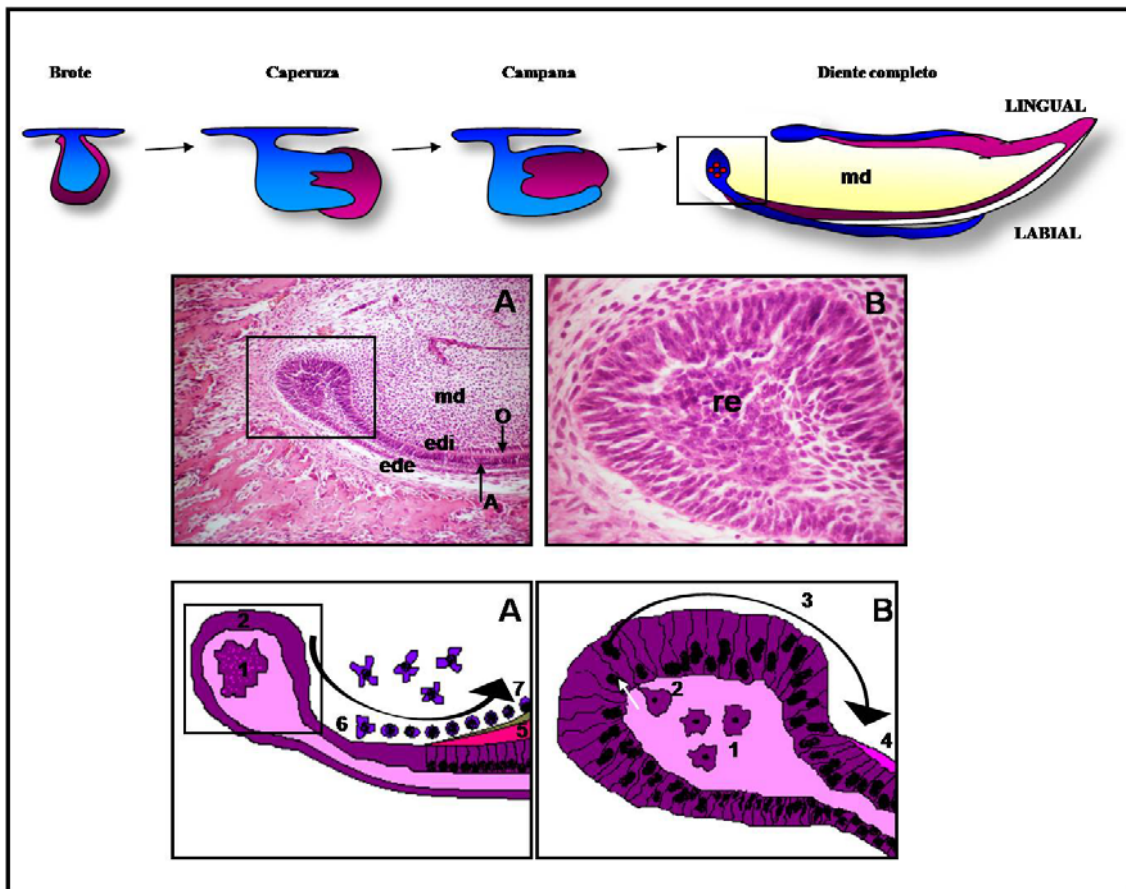 Brote Caperuza Campana Diente completo
LINGUAL
md
LABIAL
A
md
O
edi
ede
A
B
re
A
2
1
7
6
5
B
3
2
1
4